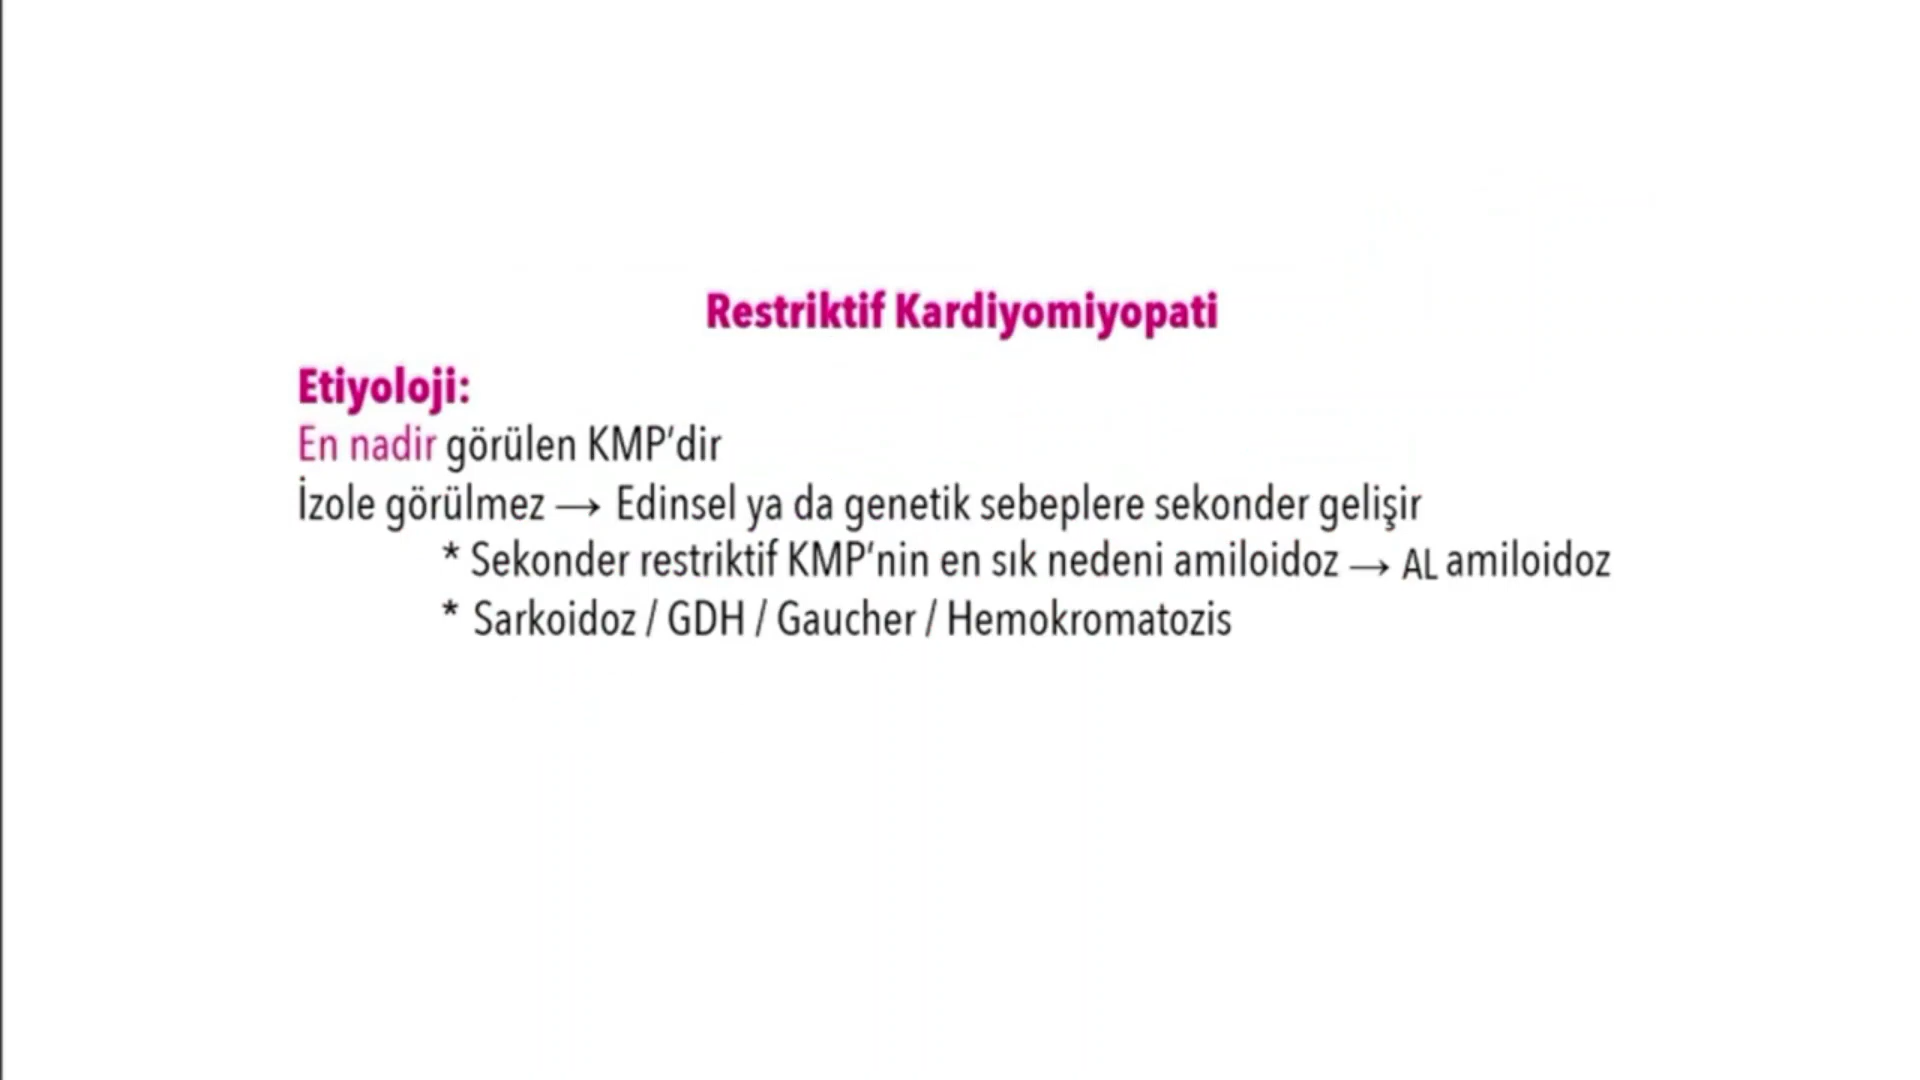 Restriktif Kardiyomiyopati
Etiyoloji:
En nadir görülen KMP'dir
İzole görülmez → Edinsel ya da genetik sebeplere sekonder gelişir
* Sekonder restriktif KMP'nin en sık nedeni amiloidoz → AL amiloidoz
* Sarkoidoz / GDH / Gaucher / Hemokromatozis